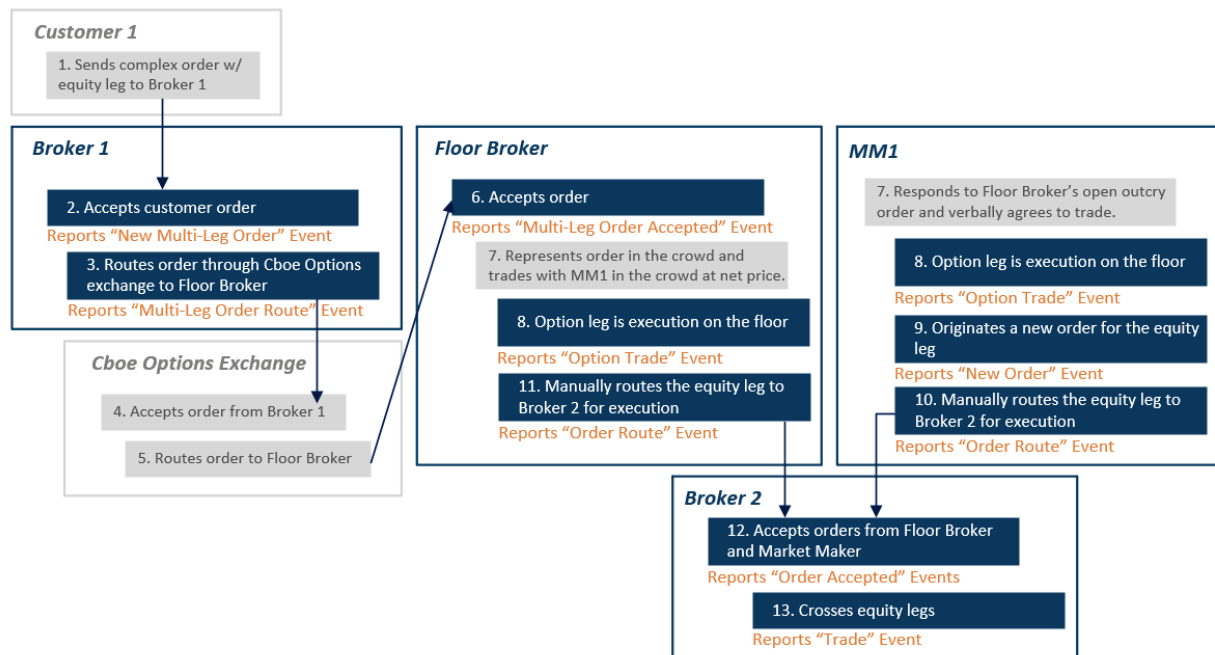 Customer 1
1. Sends complex order w/
equity leg to Broker 1
Broker 1
2. Accepts customer order
Reports “New Multi-Leg Order” Event
3. Routes order through Cboe Options
exchange to Floor Broker
Reports “Multi-Leg Order Route” Event
Cboe Options Exchange
4. Accepts order from Broker 1
5. Routes order to Floor Broker
Floor Broker
6. Accepts order
Reports “Multi-Leg Order Accepted” Event
7. Represents order in the crowd and
trades with MM1 in the crowd at net price.
8. Option leg is execution on the floor
Reports “Option Trade” Event
11. Manually routes the equity leg to
Broker 2 for execution
Reports “Order Route” Event
MM1
7. Responds to Floor Broker’s open outcry
order and verbally agrees to trade.
8. Option leg is execution on the floor
Reports “Option Trade” Event
9. Originates a new order for the equity
leg
Reports “New Order” Event
10. Manually routes the equity leg to
Broker 2 for execution
Reports “Order Route” Event
Broker 2
12. Accepts orders from Floor Broker
and Market Maker
Reports “Order Accepted” Events
13. Crosses equity legs
Reports “Trade” Event